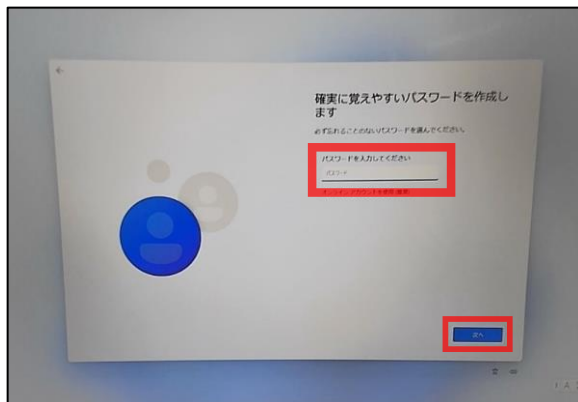 確実に覚えやすいパスワードを作成し
ます
必ず忘れることのないパスワードを選んでください。
パスワードを入力してください
パスワード
次へ